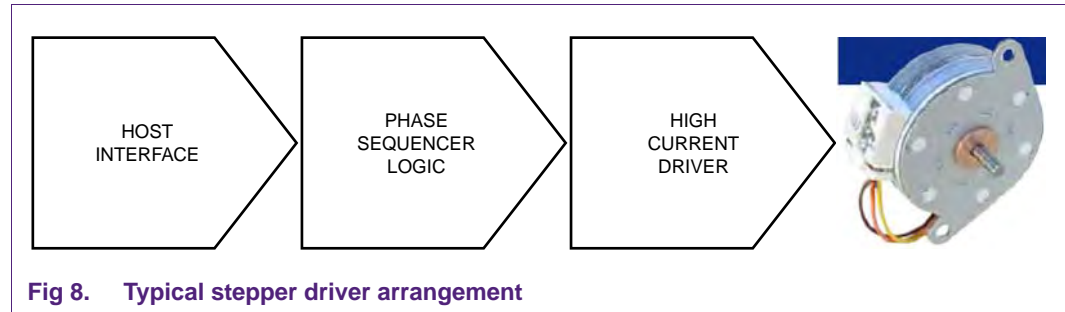 HOST
INTERFACE
PHASE
SEQUENCER
LOGIC
HIGH
CURRENT
DRIVER
Fig 8. Typical stepper driver arrangement